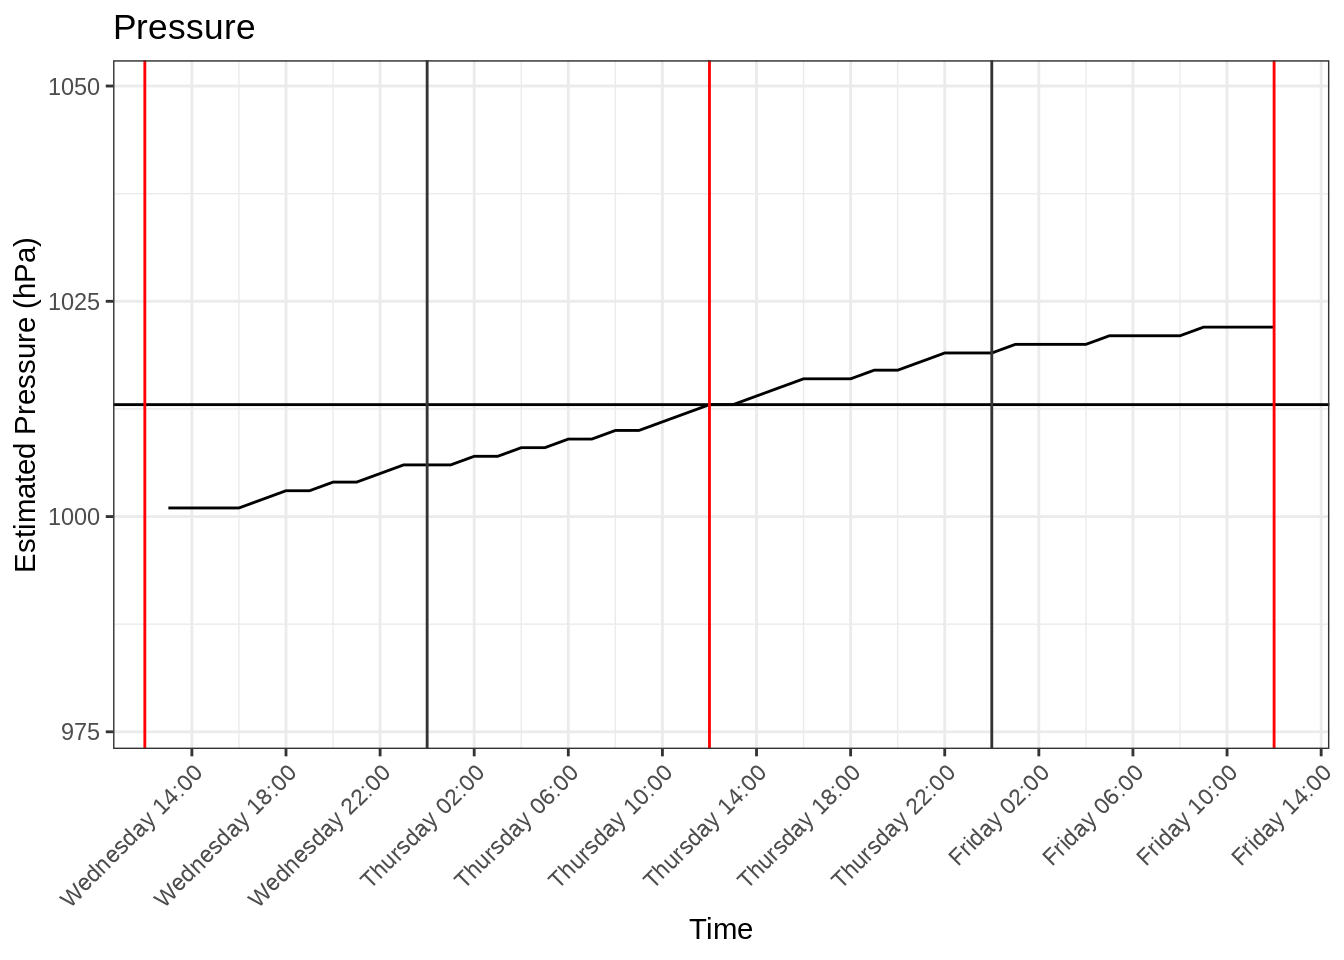 Pressure
Estimated Pressure (hPa)
1050
1025
1000
975
Wednesday 14:00
Wednesday 18:00
Wednesday 22:00
Thursday 02:00
Thursday 06:00
Thursday 10:00
Thursday 14:00
Thursday 18:00
Thursday 22:00
Friday 02:00
Friday 06:00
Friday 10:00
Friday 14:00
Time